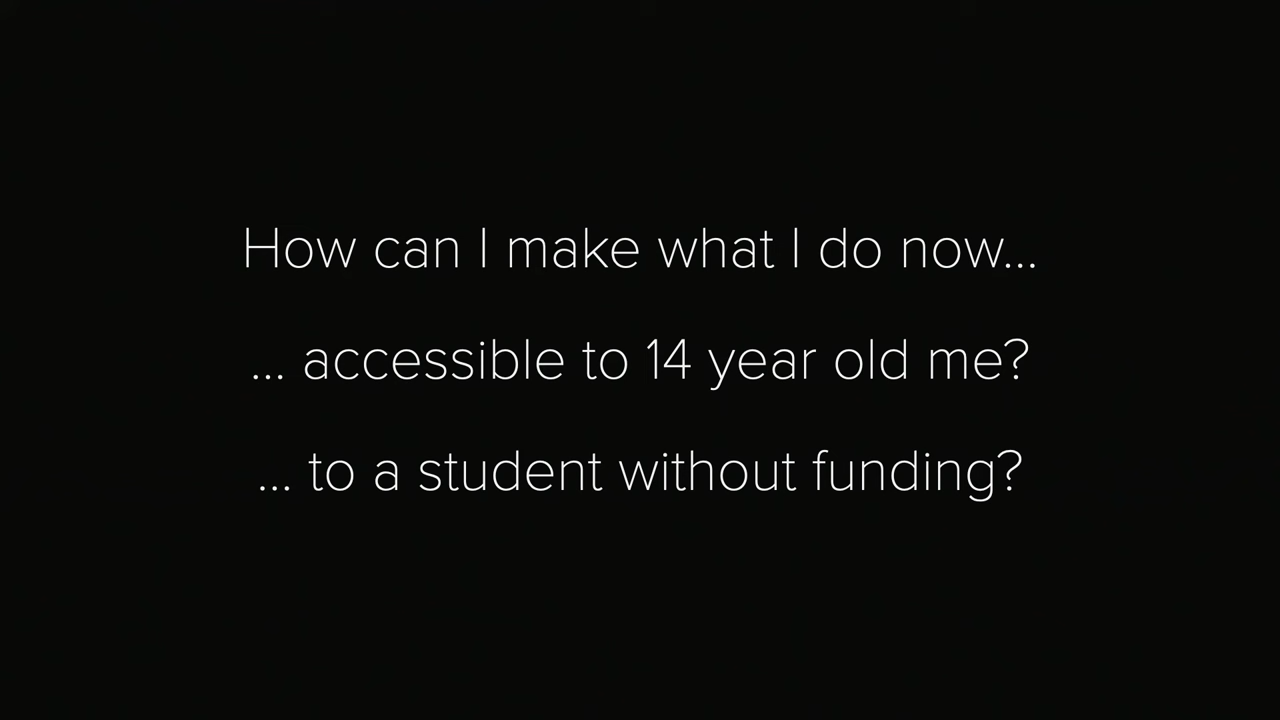 How can I make what I do now...
... accessible to 14 year old me?
... to a student without funding?